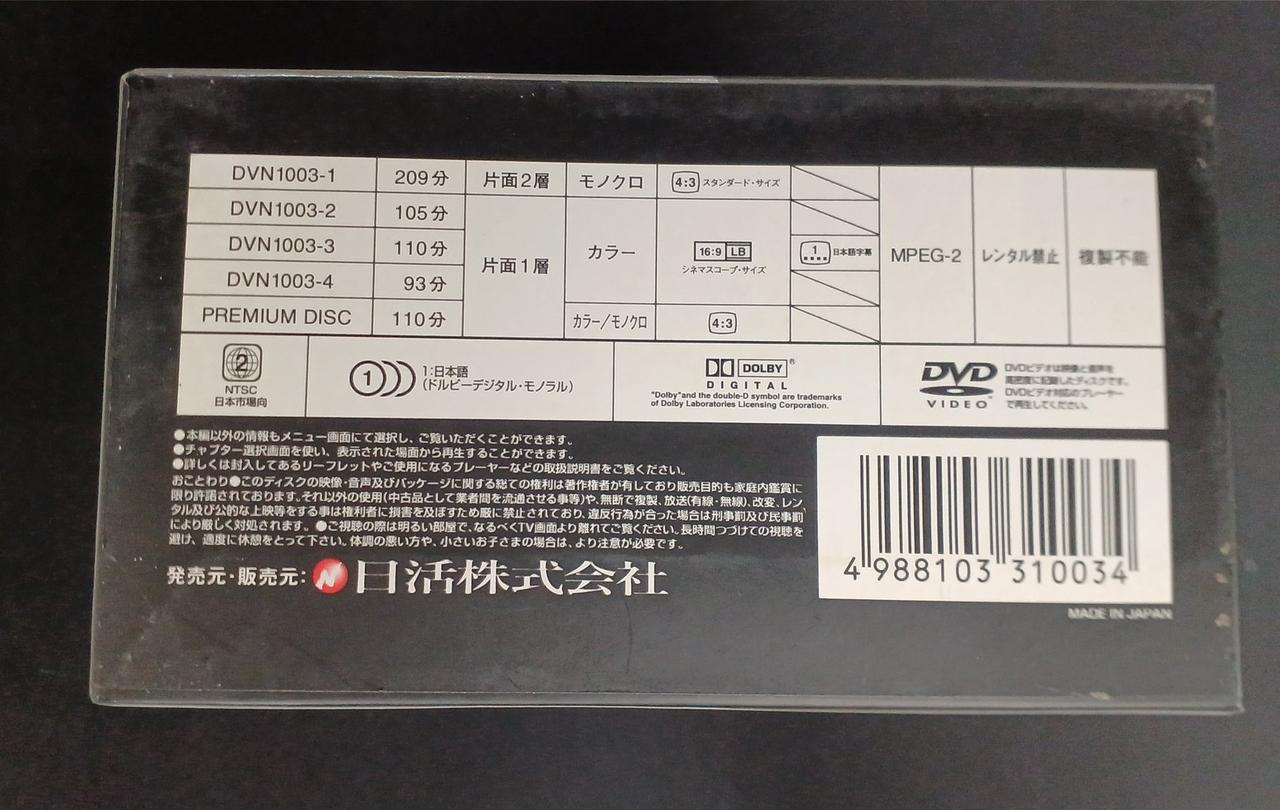 DVN1003-1 209分 片面2層 モノクロ 4:3 スタンダード・サイズ
DVN1003-2 105分
DVN1003-3 110分 片面1層 カラー 16:9 LB シネマスコープ・サイズ 1 日本語字幕 MPEG-2 レンタル禁止 複製不能
DVN1003-4 93分
PREMIUM DISC 110分 カラー/モノクロ 4:3
2
NTSC
日本市場向
1 1:日本語
(ドルビーデジタル・モノラル)
DOLBY®
DIGITAL
"Dolby"and the double-D symbol are trademarks
of Dolby Laboratories Licensing Corporation.
DVD
VIDEO™
DVDビデオは映像と音声を
高密度に記録したディスクです。
DVDビデオ対応のプレーヤー
で再生してください。
●本編以外の情報もメニュー画面にて選択し、ご覧いただくことができます。
●チャプター選択画面を使い、表示された場面から再生することができます。
●詳しくは封入してあるリーフレットやご使用になるプレーヤーなどの取扱説明書をご覧ください。
おことわり●このディスクの映像・音声及びパッケージに関する総ての権利は著作権者が有しており販売目的も家庭内鑑賞に
限り許諾されております。それ以外の使用(中古品として業者間を流通させる事等)や、無断で複製、放送(有線・無線)、改変、レン
タル及び公的な上映等をする事は権利者に損害を及ぼすため厳に禁止されており、違反行為が合った場合は刑事罰及び民事罰
により厳しく対処されます。●ご視聴の際は明るい部屋で、なるべくTV画面より離れてご覧ください。長時間つづけての視聴を
避け、適度に休憩をとって下さい。体調の悪い方や、小さいお子さまの場合は、より注意が必要です。
発売元・販売元: N 日活株式会社
4 988103 310034
MADE IN JAPAN